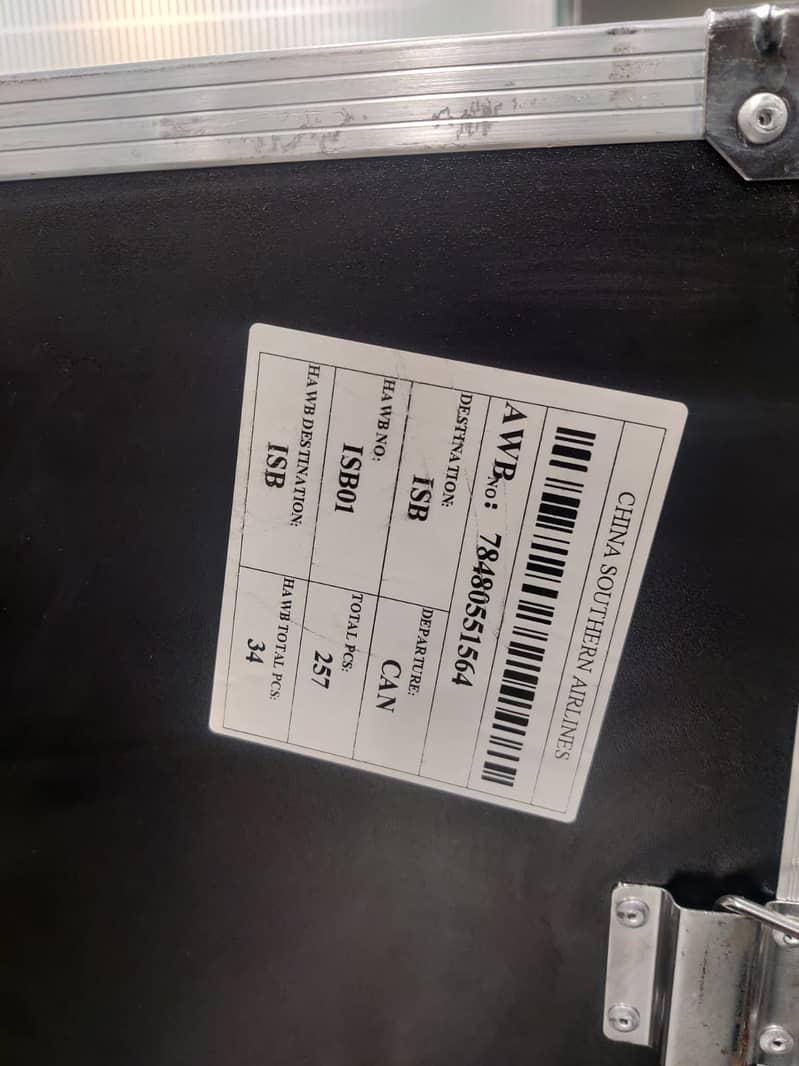 CHINA SOUTHERN AIRLINES
AWB No: 78480551564
DESTINATION:
ISB
DEPARTURE:
CAN
HAWB NO:
ISB01
TOTAL PCS:
257
HAWB DESTINATION:
ISB
HAWB TOTAL PCS:
34